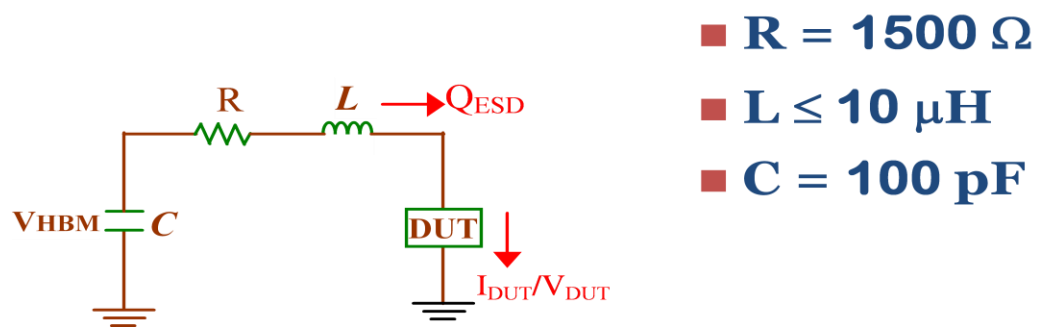 R = 1500 Ω
L ≤ 10 μH
C = 100 pF
R
L
QESD
VHBM
C
DUT
IDUT/VDUT